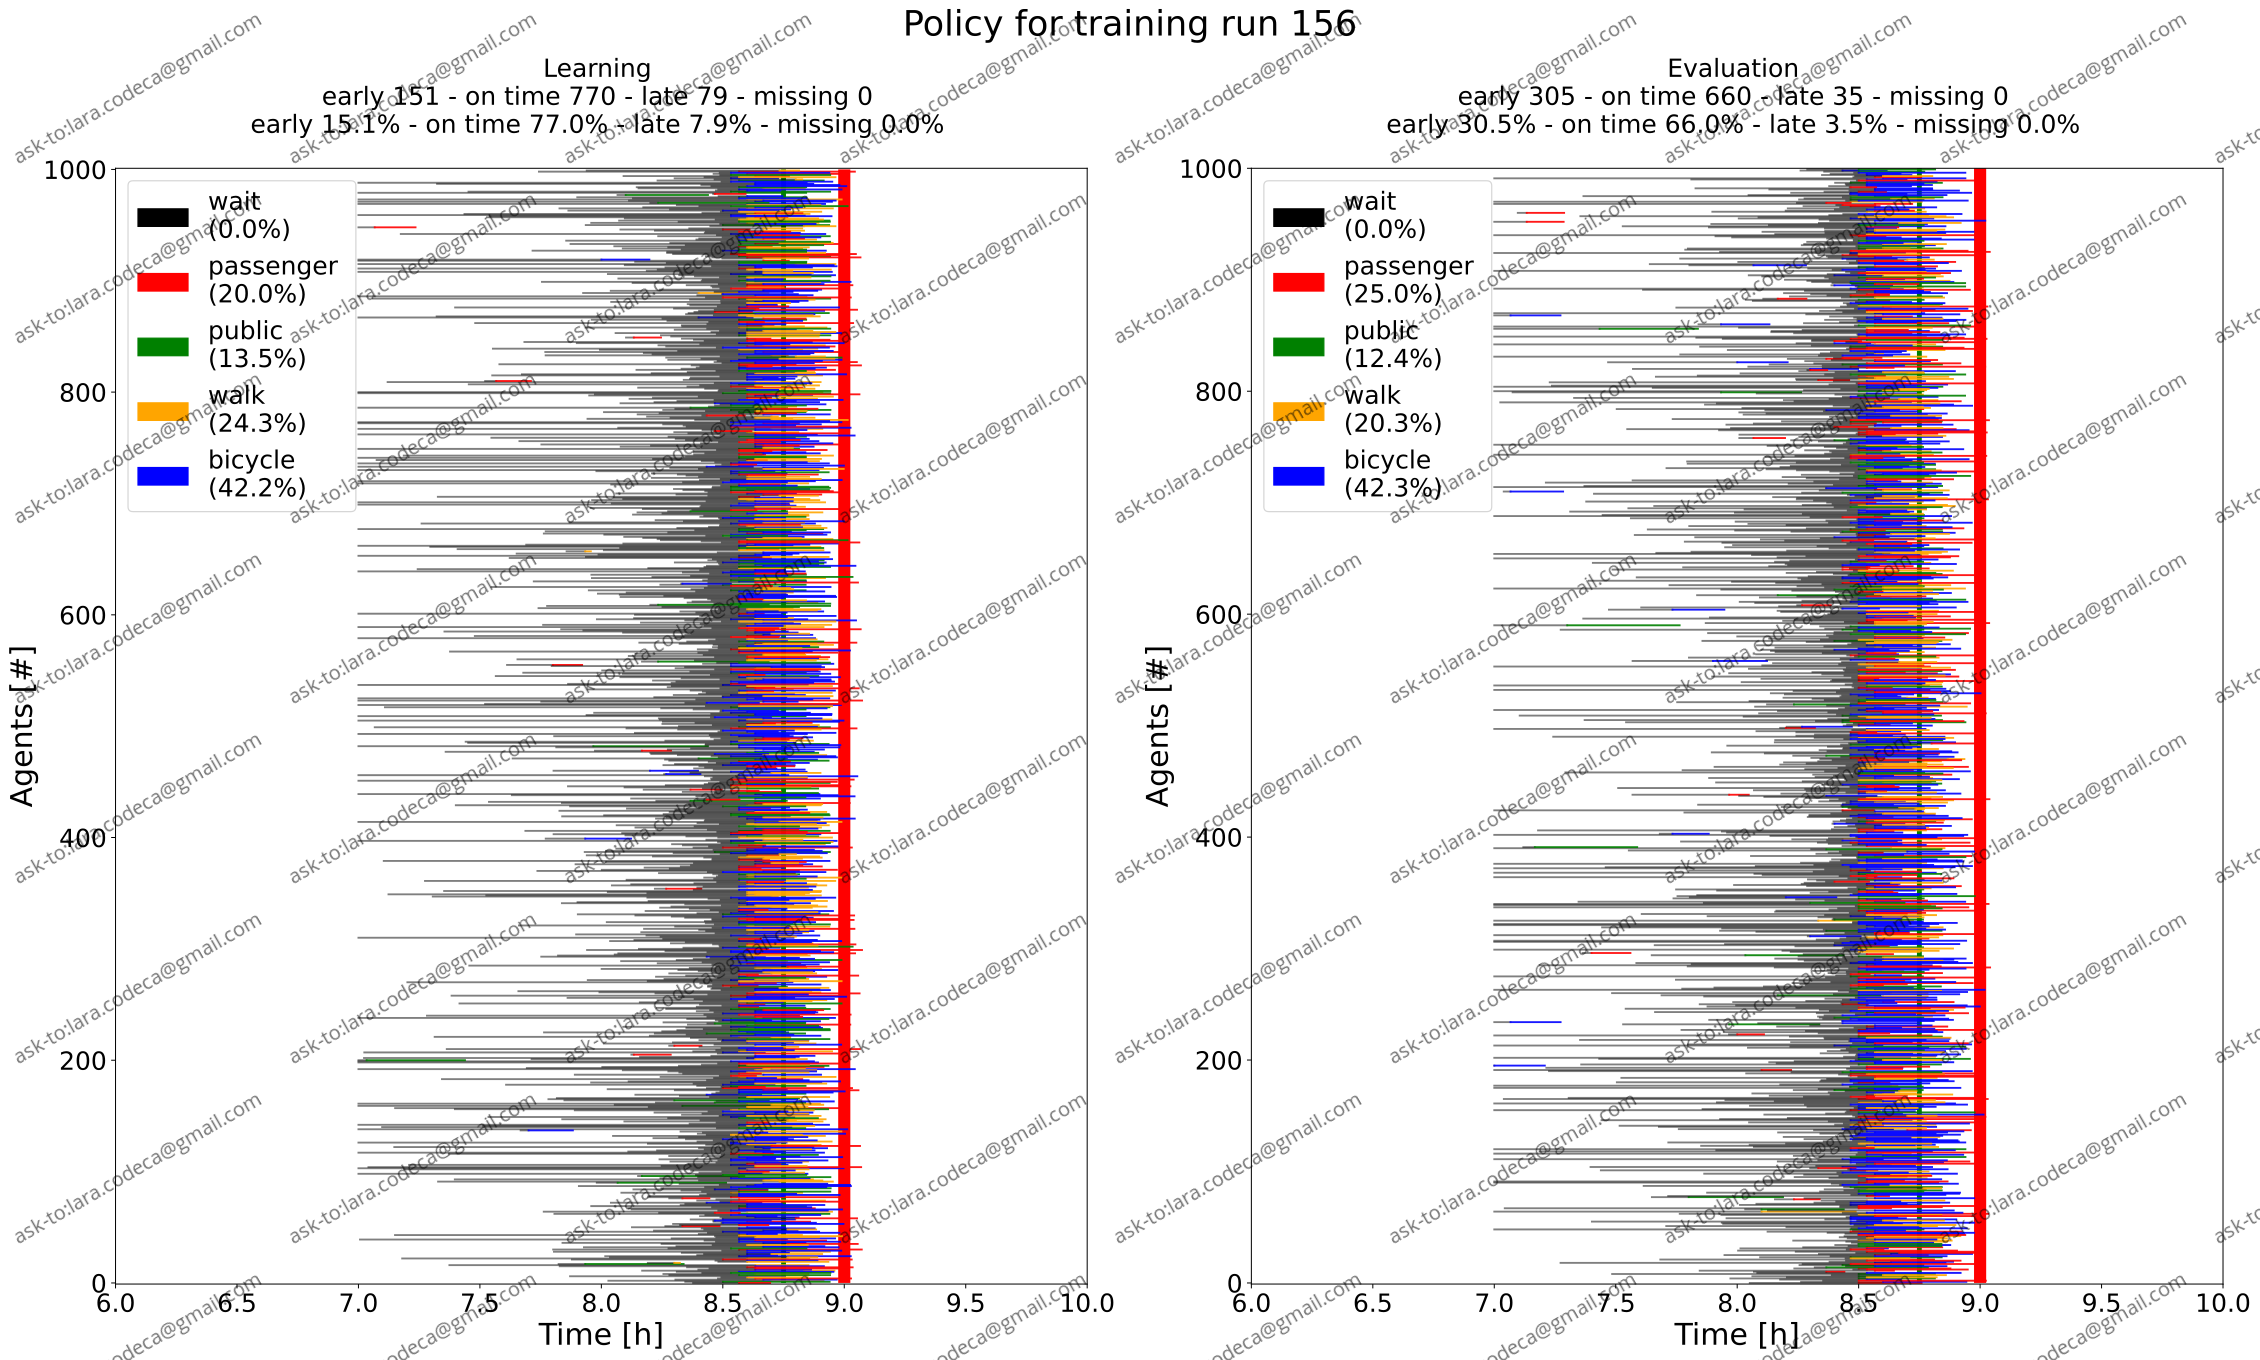 Policy for training run 156
Learning
early 151 - on time 770 - late 79 - missing 0
early 15.1% - on time 77.0% - late 7.9% - missing 0.0%
Agents [#]
1000
800
600
400
200
0
wait
(0.0%)
passenger
(20.0%)
public
(13.5%)
walk
(24.3%)
bicycle
(42.2%)
6.0 6.5 7.0 7.5 8.0 8.5 9.0 9.5 10.0
Time [h]
Evaluation
early 305 - on time 660 - late 35 - missing 0
early 30.5% - on time 66.0% - late 3.5% - missing 0.0%
Agents [#]
1000
800
600
400
200
0
wait
(0.0%)
passenger
(25.0%)
public
(12.4%)
walk
(20.3%)
bicycle
(42.3%)
6.0 6.5 7.0 7.5 8.0 8.5 9.0 9.5 10.0
Time [h]
ask-to:lara.codeca@gmail.com